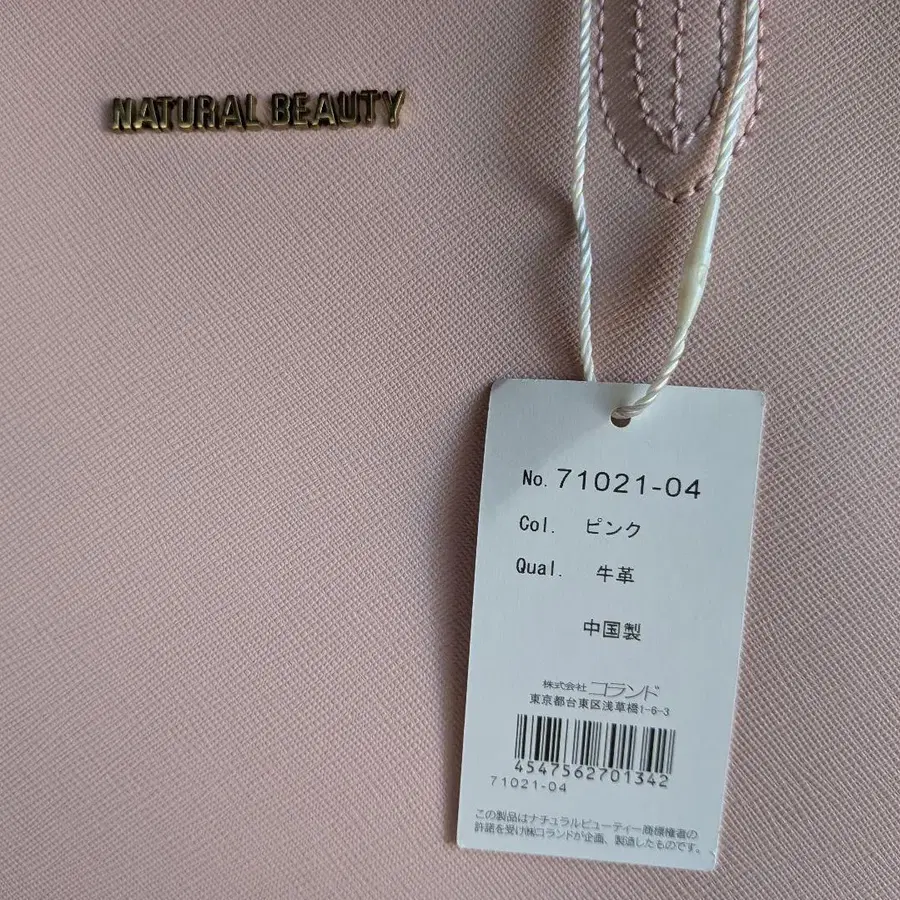 NATURAL BEAUTY
No. 71021-04
Col. ピンク
Qual. 牛革
中国製
株式会社 コランド
東京都台東区浅草橋1-6-3
4547562701342
71021-04
この製品はナチュラルビューティー商標権者の
許諾を受け㈱コランドが企画、製造したものです。